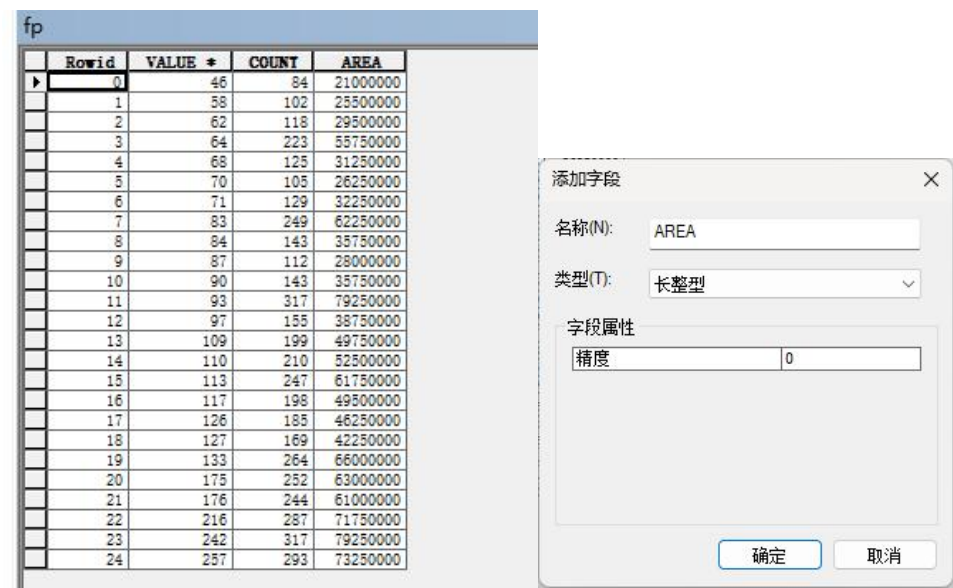 fp
Rowid VALUE * COUNT AREA
0 46 84 21000000
1 58 102 25500000
2 62 118 29500000
3 64 223 55750000
4 68 125 31250000
5 70 105 26250000
6 71 129 32250000
7 83 249 62250000
8 84 143 35750000
9 87 112 28000000
10 90 143 35750000
11 93 317 79250000
12 97 155 38750000
13 109 199 49750000
14 110 210 52500000
15 113 247 61750000
16 117 198 49500000
17 126 185 46250000
18 127 169 42250000
19 133 264 66000000
20 175 252 63000000
21 176 244 61000000
22 216 287 71750000
23 242 317 79250000
24 257 293 73250000
添加字段
名称(N): AREA
类型(T): 长整型
字段属性
精度 0
确定 取消